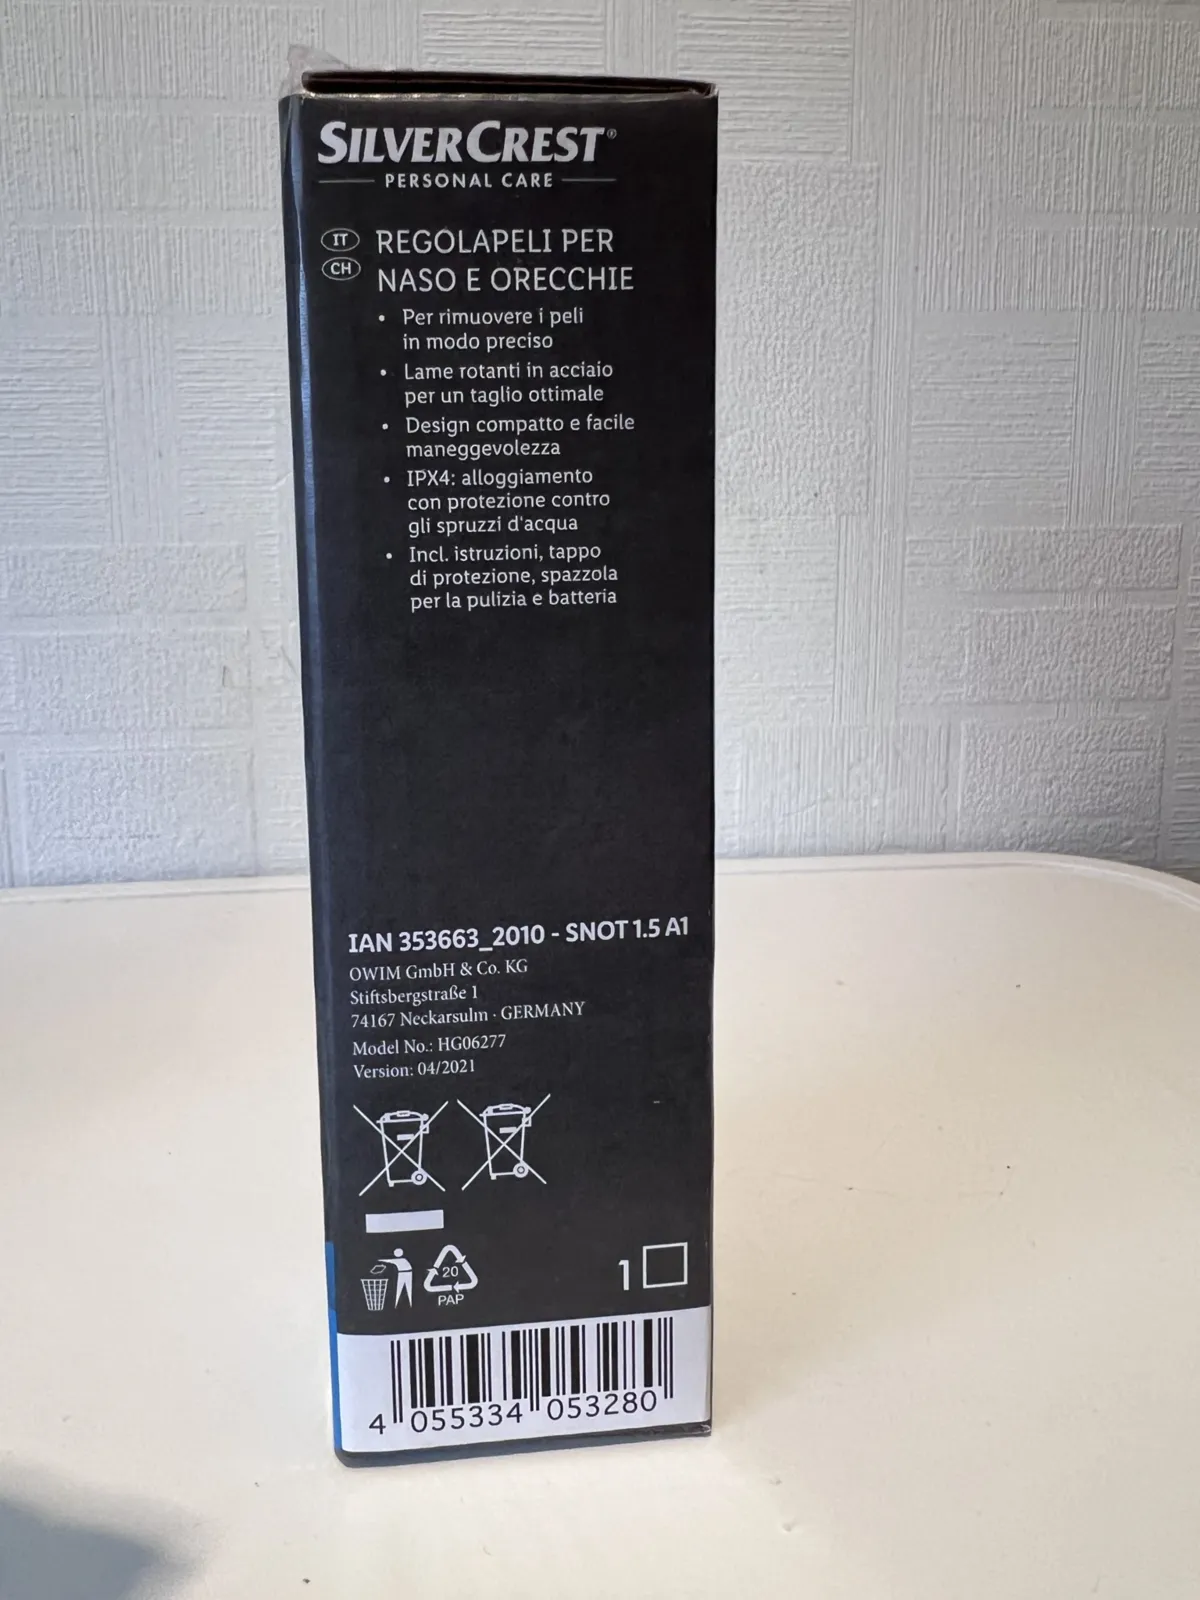 SILVERCREST®
PERSONAL CARE
IT
CH
REGOLAPELI PER
NASO E ORECCHIE
• Per rimuovere i peli
in modo preciso
• Lame rotanti in acciaio
per un taglio ottimale
• Design compatto e facile
maneggevolezza
• IPX4: alloggiamento
con protezione contro
gli spruzzi d'acqua
• Incl. istruzioni, tappo
di protezione, spazzola
per la pulizia e batteria
IAN 353663_2010 - SNOT 1.5 A1
OWIM GmbH & Co. KG
Stiftsbergstraße 1
74167 Neckarsulm · GERMANY
Model No.: HG06277
Version: 04/2021
20
PAP
1
4 055334 053280